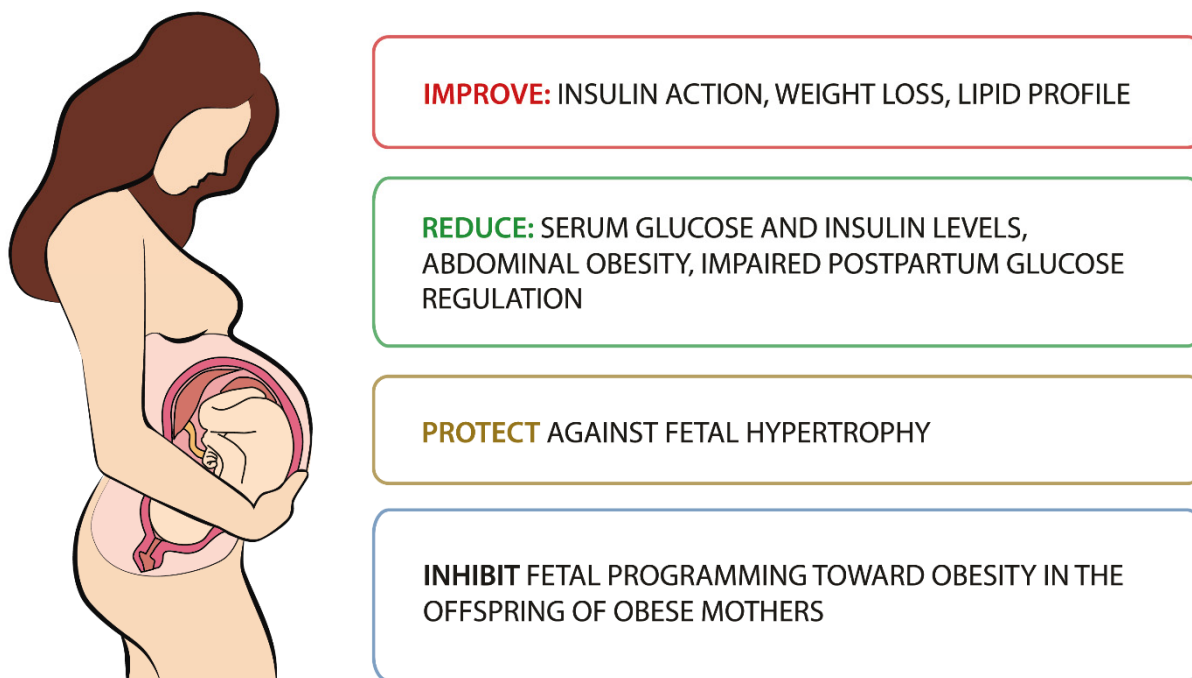 IMPROVE: INSULIN ACTION, WEIGHT LOSS, LIPID PROFILE
REDUCE: SERUM GLUCOSE AND INSULIN LEVELS,
ABDOMINAL OBESITY, IMPAIRED POSTPARTUM GLUCOSE
REGULATION
PROTECT AGAINST FETAL HYPERTROPHY
INHIBIT FETAL PROGRAMMING TOWARD OBESITY IN THE
OFFSPRING OF OBESE MOTHERS